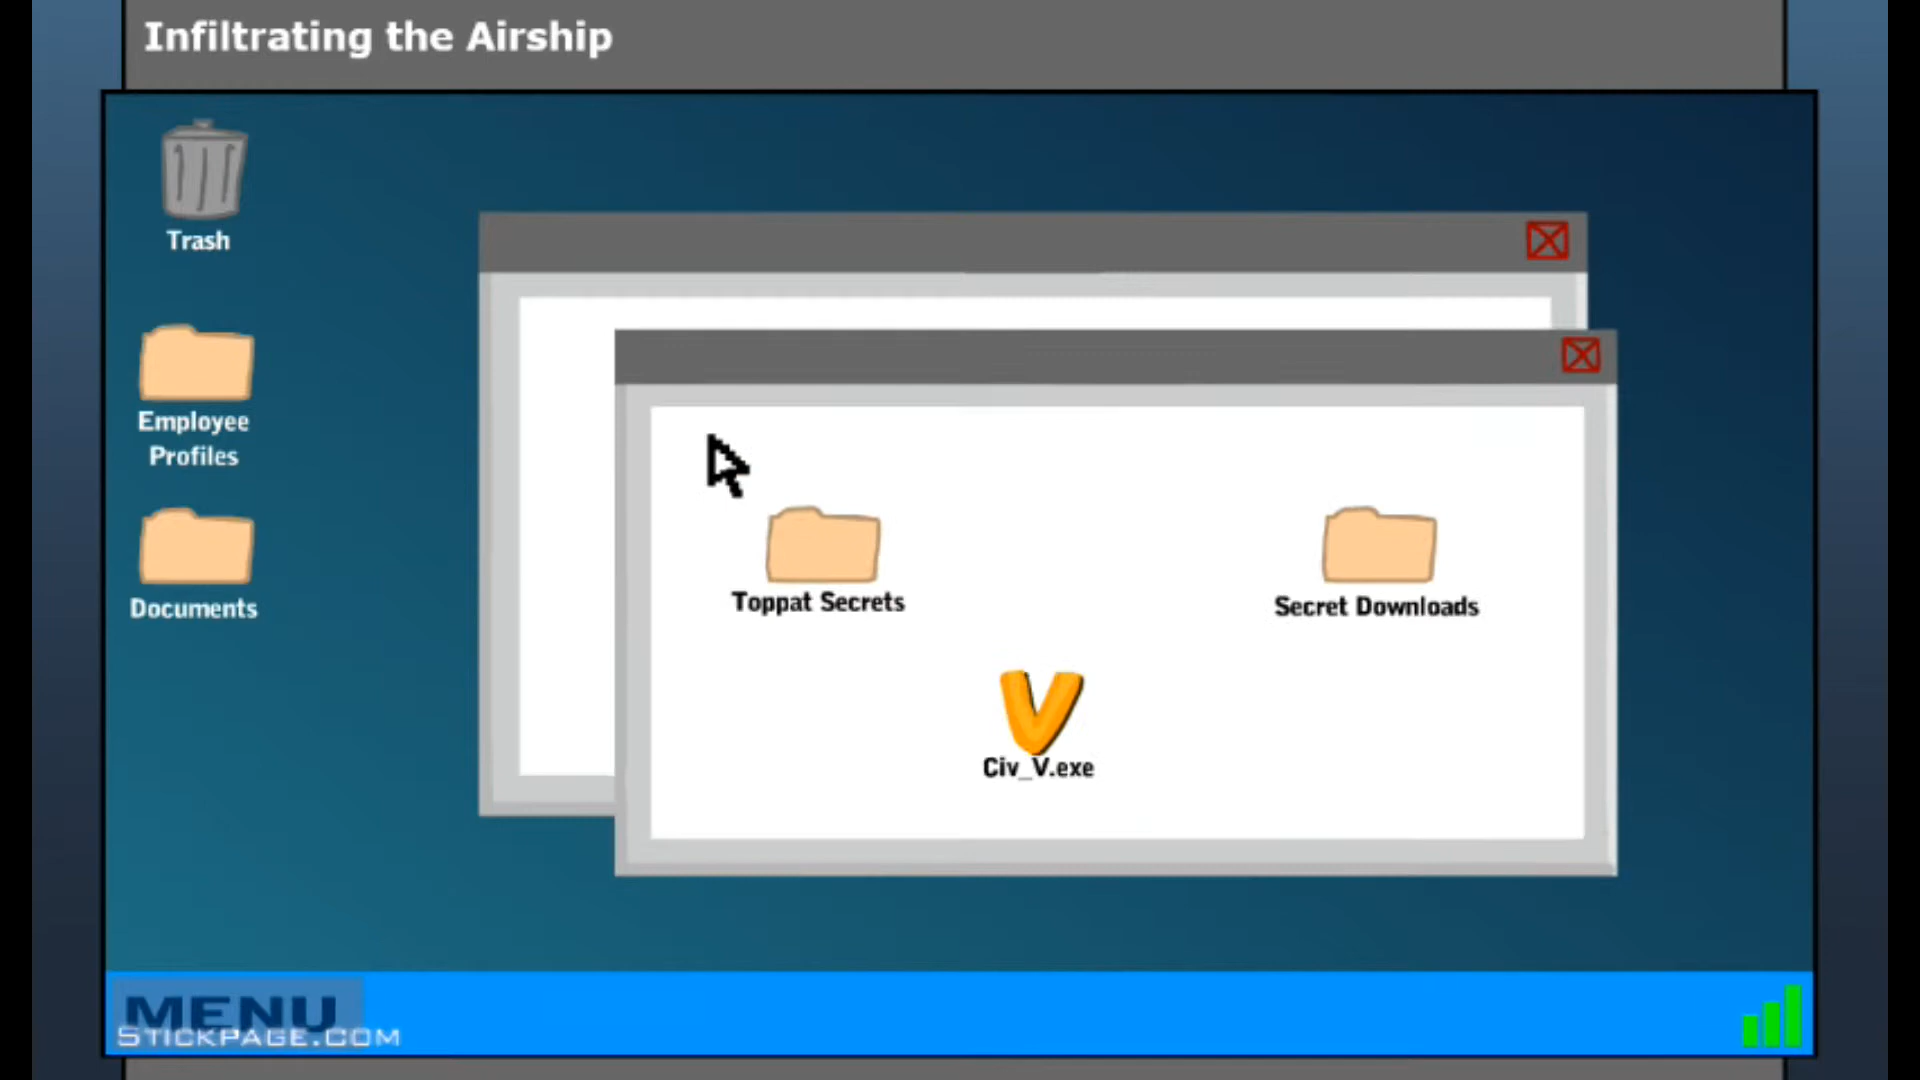 Infiltrating the Airship
Trash
Employee
Profiles
Documents
Toppat Secrets
Secret Downloads
V
Civ_V.exe
MENU
STICKPAGE.COM